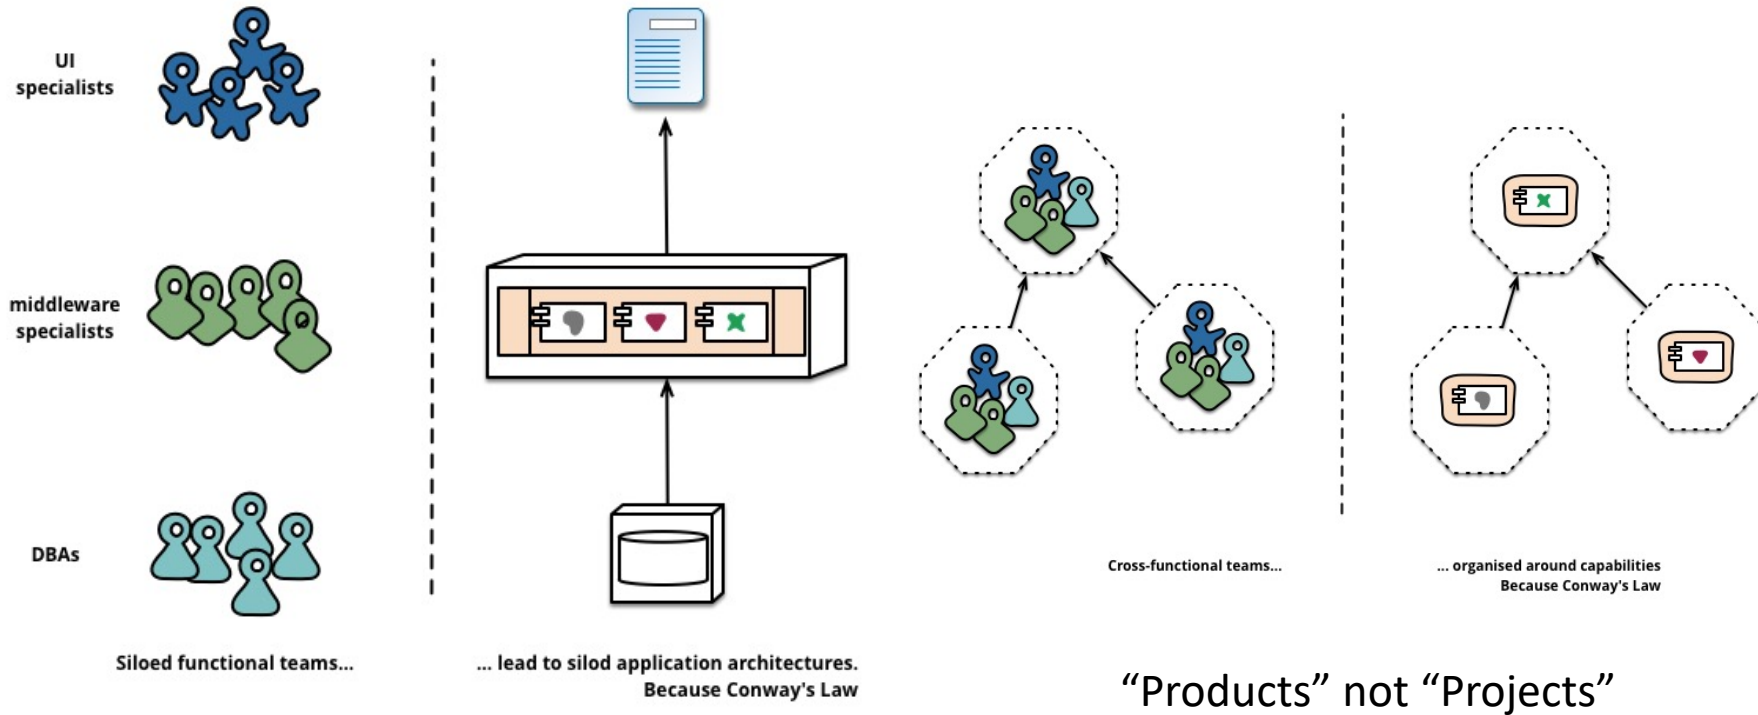 UI
specialists
middleware
specialists
DBAs
Siloed functional teams...
... lead to silod application architectures.
Because Conway's Law
Cross-functional teams...
... organised around capabilities
Because Conway's Law
“Products” not “Projects”